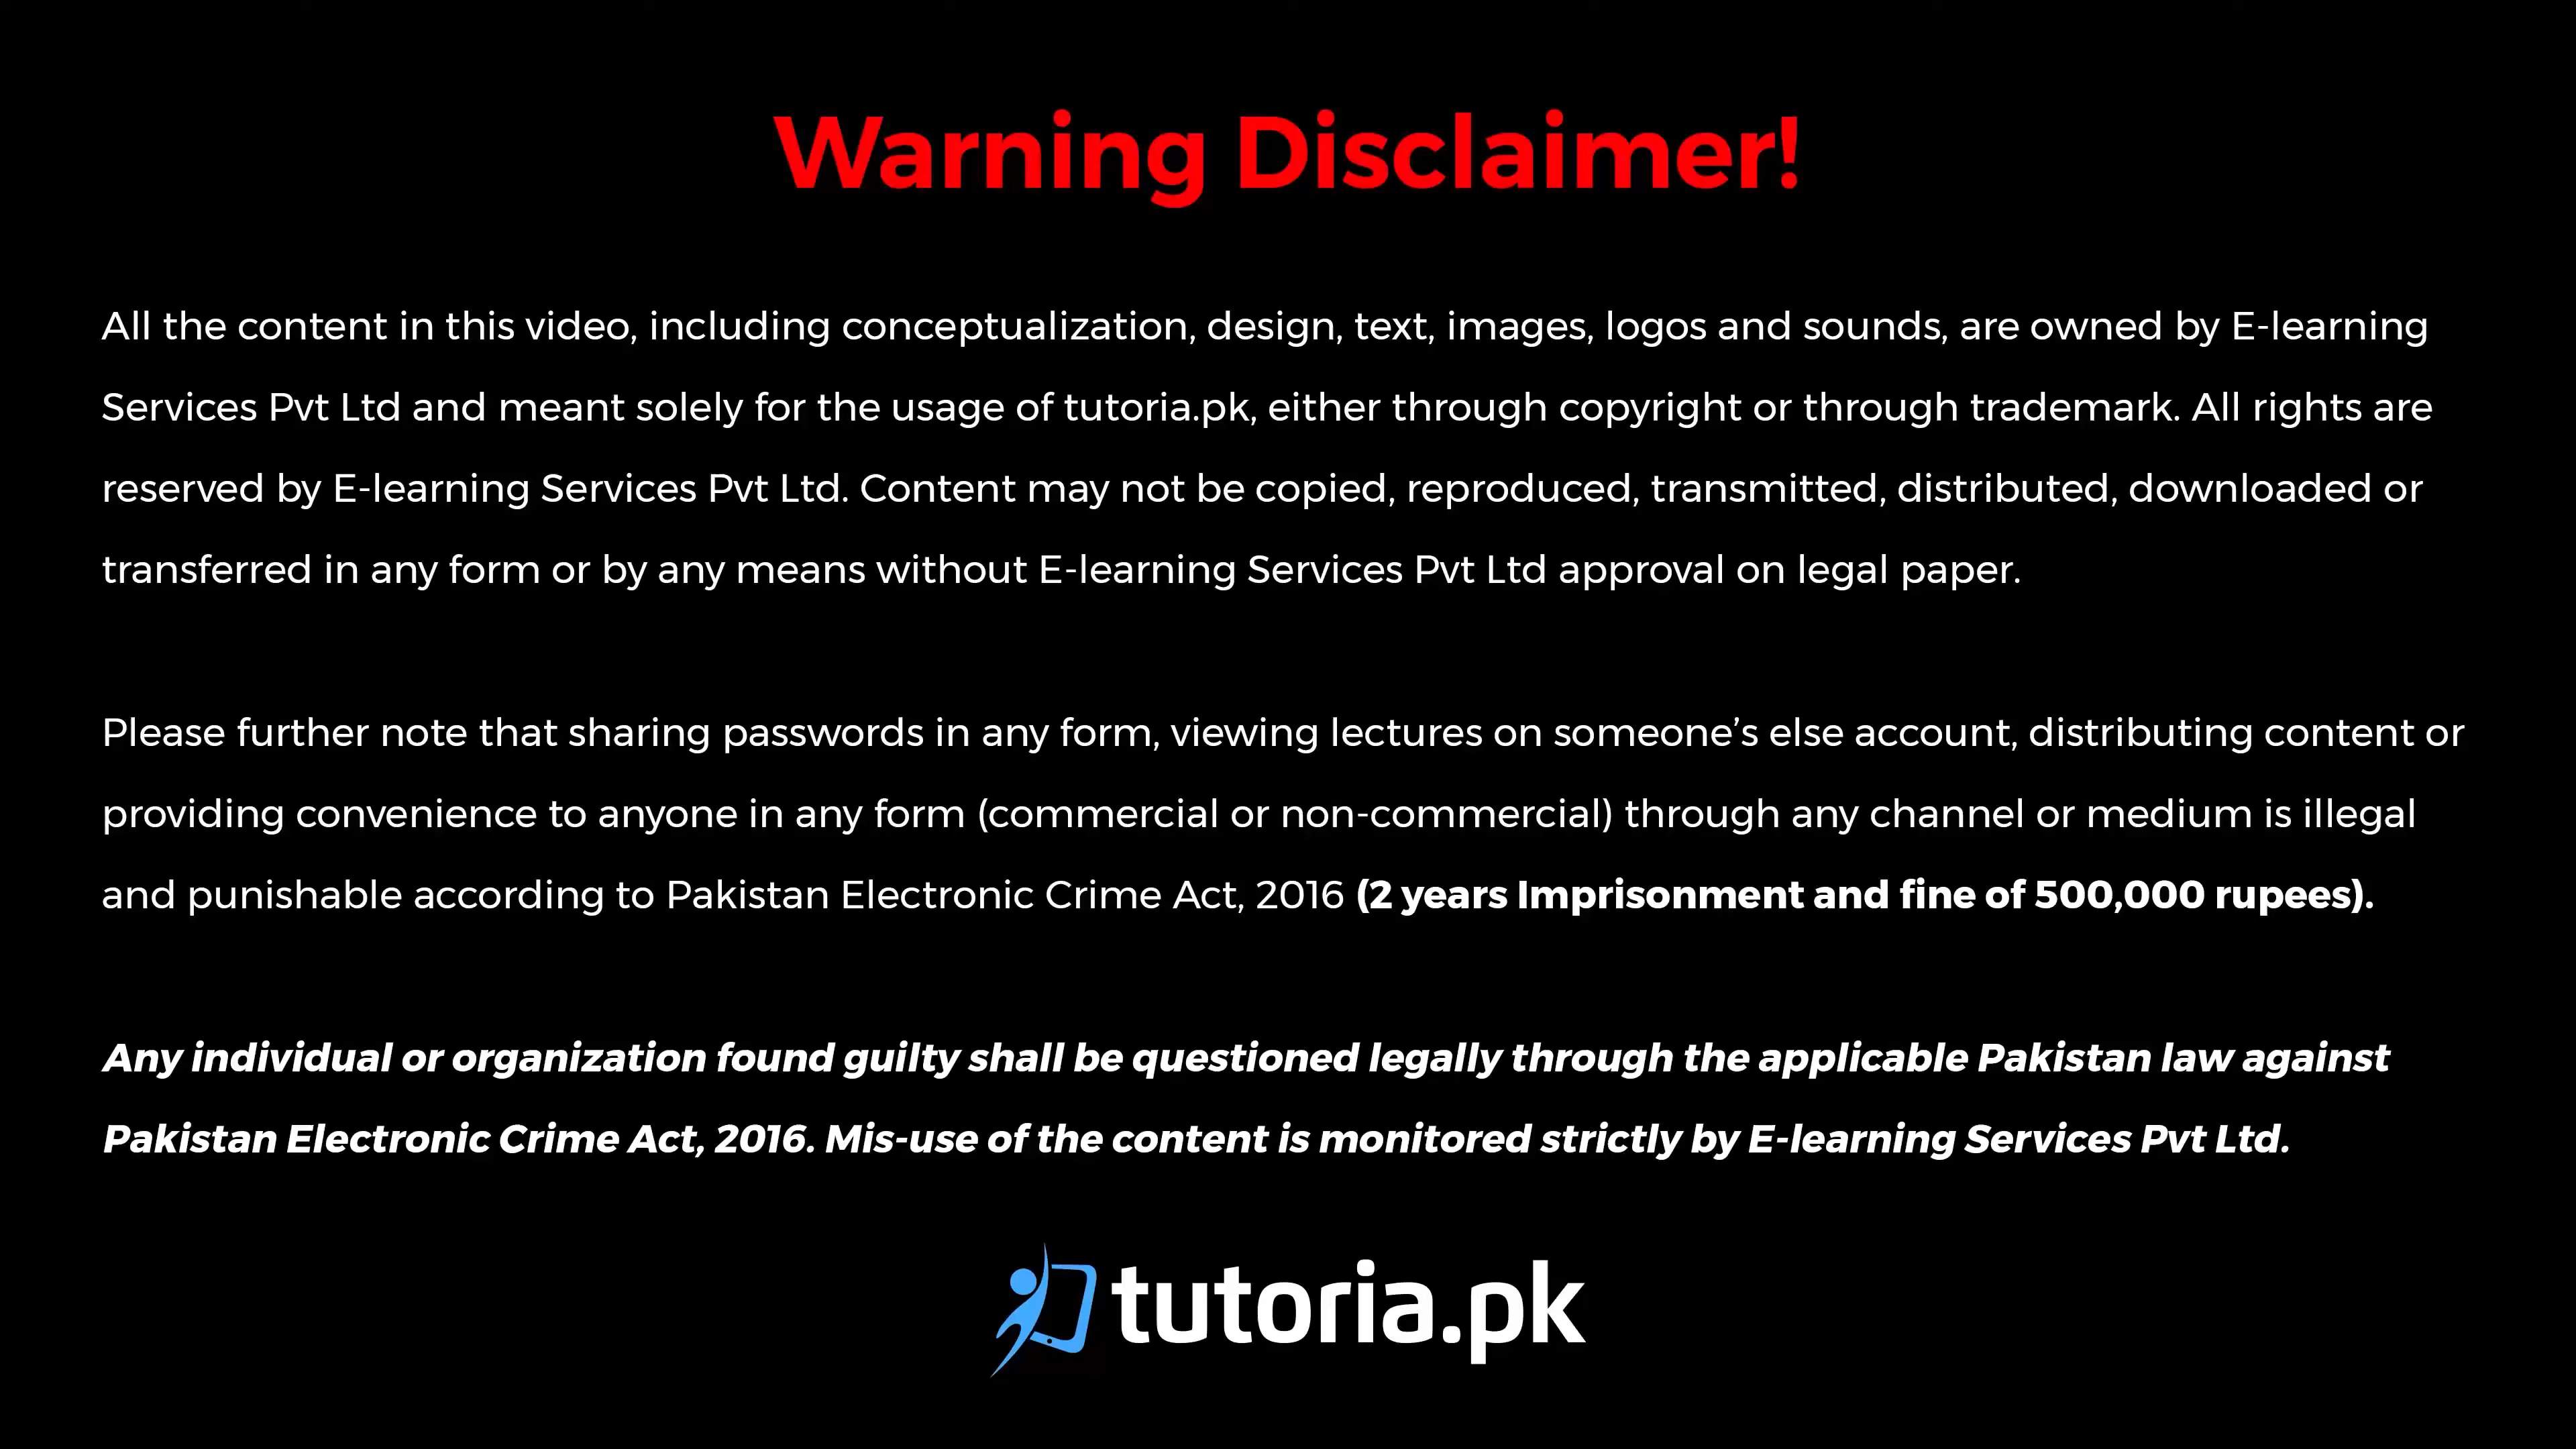 Warning Disclaimer!
All the content in this video, including conceptualization, design, text, images, logos and sounds, are owned by E-learning
Services Pvt Ltd and meant solely for the usage of tutoria.pk, either through copyright or through trademark. All rights are
reserved by E-learning Services Pvt Ltd. Content may not be copied, reproduced, transmitted, distributed, downloaded or
transferred in any form or by any means without E-learning Services Pvt Ltd approval on legal paper.
Please further note that sharing passwords in any form, viewing lectures on someone’s else account, distributing content or
providing convenience to anyone in any form (commercial or non-commercial) through any channel or medium is illegal
and punishable according to Pakistan Electronic Crime Act, 2016 (2 years Imprisonment and fine of 500,000 rupees).
Any individual or organization found guilty shall be questioned legally through the applicable Pakistan law against
Pakistan Electronic Crime Act, 2016. Mis-use of the content is monitored strictly by E-learning Services Pvt Ltd.
tutoria.pk